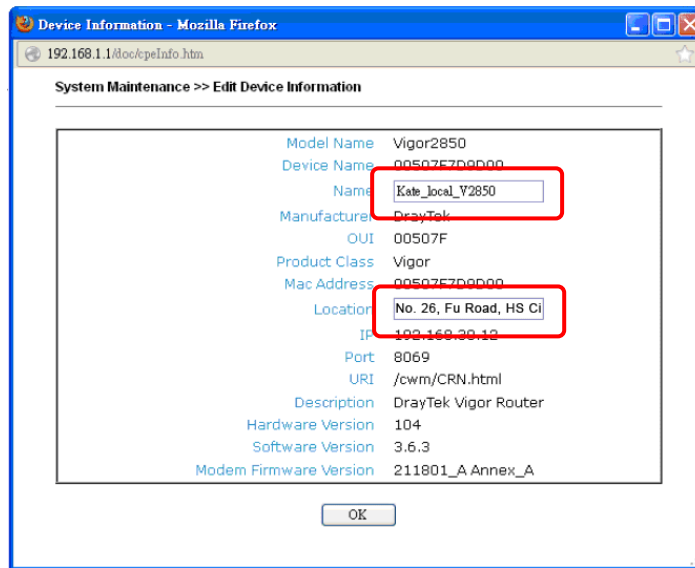 Device Information - Mozilla Firefox
192.168.1.1/doc/cpeInfo.htm
System Maintenance >> Edit Device Information
Model Name Vigor2850
Device Name 00507F7D9D00
Name Kate_local_V2850
Manufacturer DrayTek
OUI 00507F
Product Class Vigor
Mac Address 00507F7D9D00
Location No. 26, Fu Road, HS Ci
IP 192.168.30.12
Port 8069
URI /cwm/CRN.html
Description DrayTek Vigor Router
Hardware Version 104
Software Version 3.6.3
Modem Firmware Version 211801_A Annex_A
OK